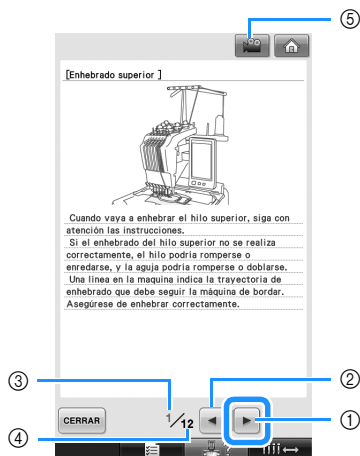 ⑤
[Enhebrado superior ]
Cuando vaya a enhebrar el hilo superior, siga con
atención las instrucciones.
Si el enhebrado del hilo superior no se realiza
correctamente, el hilo podría romperse o
enredarse, y la aguja podría romperse o doblarse.
Una línea en la maquina indica la trayectoria de
enhebrado que debe seguir la máquina de bordar.
Asegúrese de enhebrar correctamente.
③ ②
CERRAR 1/12 ①
④